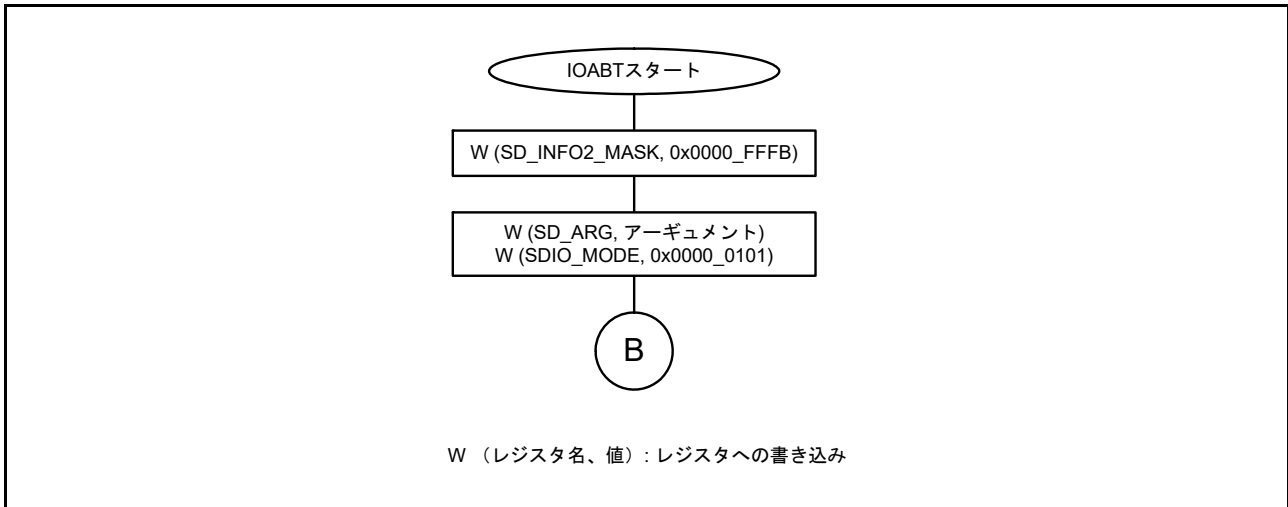 IOABTスタート
W (SD_INFO2_MASK, 0x0000_FFFB)
W (SD_ARG, アーギュメント)
W (SDIO_MODE, 0x0000_0101)
B
W （レジスタ名、値）: レジスタへの書き込み